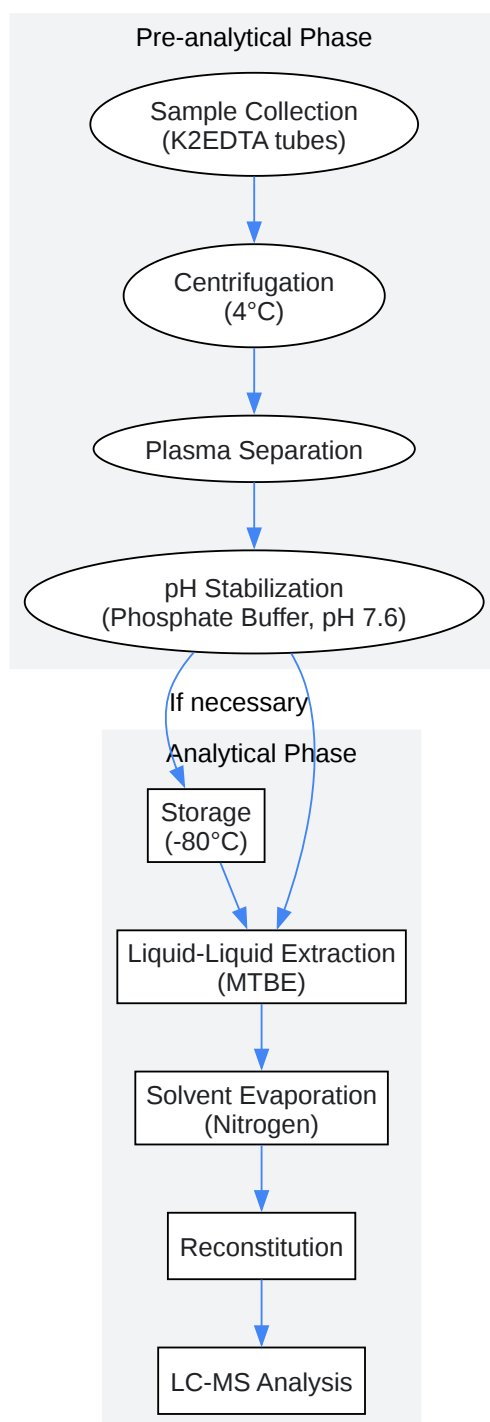 Pre-analytical Phase
Sample Collection
(K2EDTA tubes)
Centrifugation
(4°C)
Plasma Separation
pH Stabilization
(Phosphate Buffer, pH 7.6)
If necessary
Analytical Phase
Storage
(-80°C)
Liquid-Liquid Extraction
(MTBE)
Solvent Evaporation
(Nitrogen)
Reconstitution
LC-MS Analysis